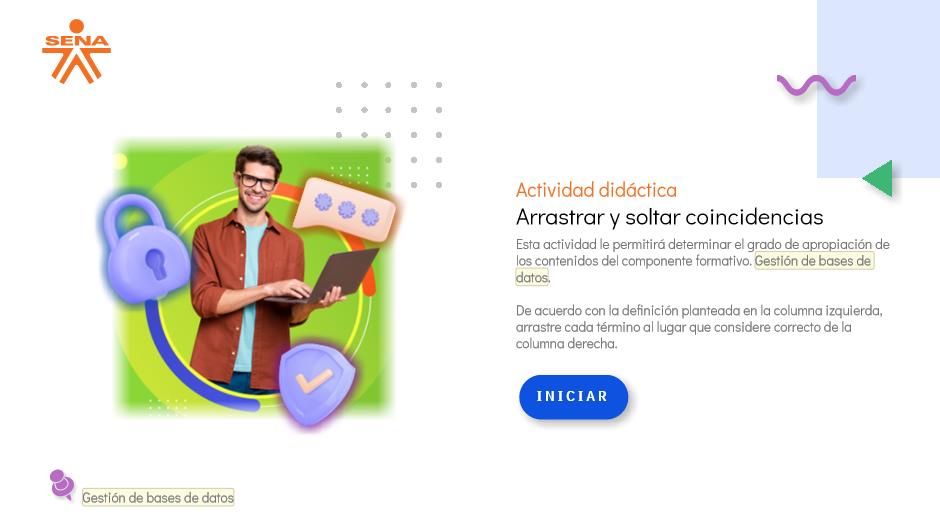 SENA
Actividad didáctica
Arrastrar y soltar coincidencias
Esta actividad le permitirá determinar el grado de apropiación de
los contenidos del componente formativo. Gestión de bases de
datos.
De acuerdo con la definición planteada en la columna izquierda,
arrastre cada término al lugar que considere correcto de la
columna derecha.
INICIAR
Gestión de bases de datos